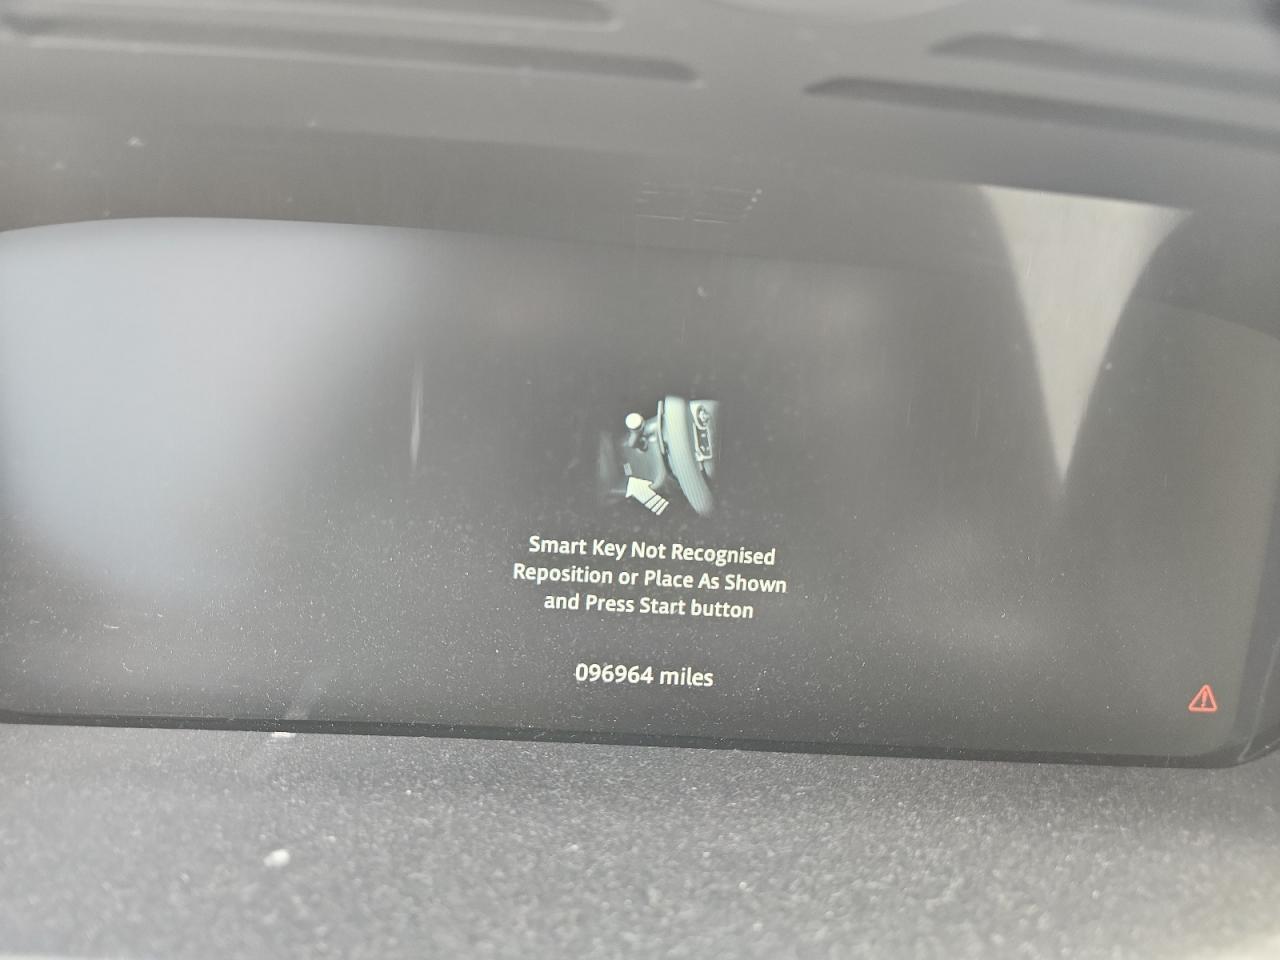 Smart Key Not Recognised
Reposition or Place As Shown
and Press Start button
096964 miles